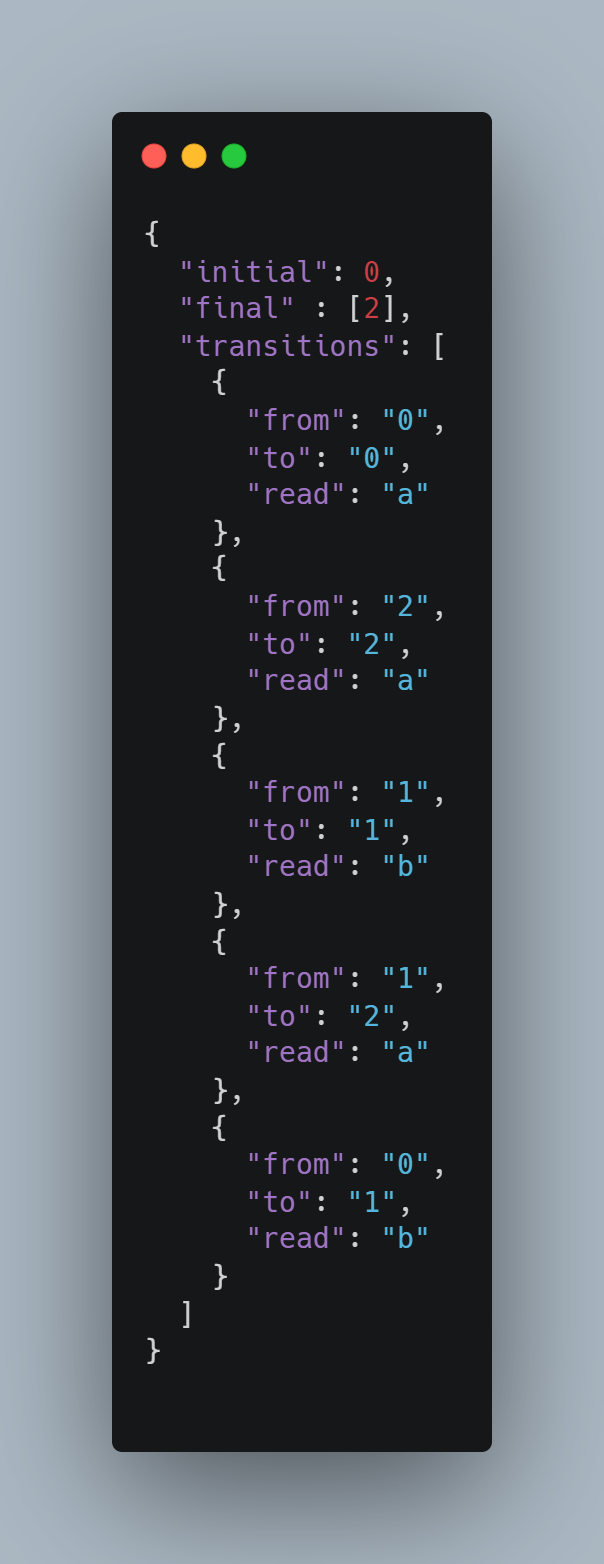 {
  "initial": 0,
  "final" : [2],
  "transitions": [
    {
      "from": "0",
      "to": "0",
      "read": "a"
    },
    {
      "from": "2",
      "to": "2",
      "read": "a"
    },
    {
      "from": "1",
      "to": "1",
      "read": "b"
    },
    {
      "from": "1",
      "to": "2",
      "read": "a"
    },
    {
      "from": "0",
      "to": "1",
      "read": "b"
    }
  ]
}